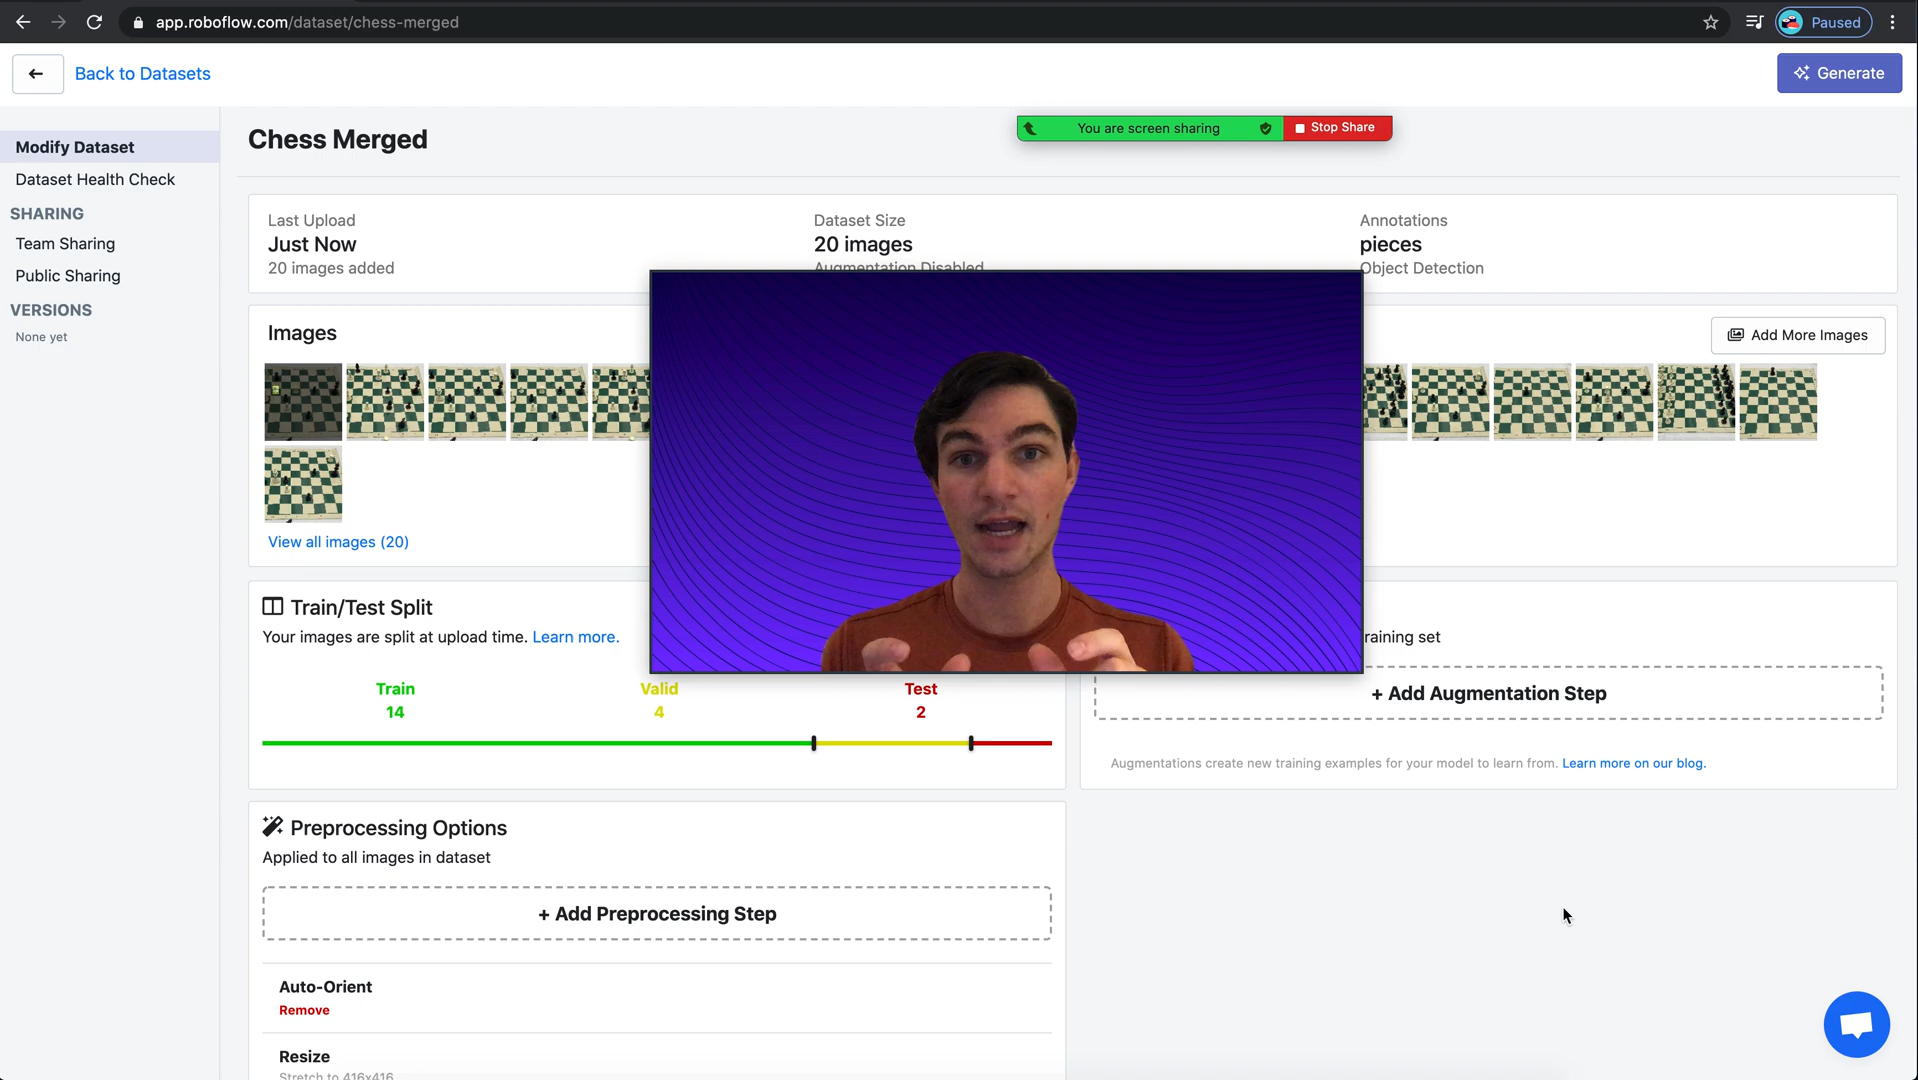 app.roboflow.com/dataset/chess-merged
Paused
Back to Datasets
Generate
Modify Dataset
Dataset Health Check
SHARING
Team Sharing
Public Sharing
VERSIONS
None yet
Chess Merged
You are screen sharing
Stop Share
Last Upload
Just Now
20 images added
Dataset Size
20 images
Augmentation Disabled
Annotations
pieces
Object Detection
Images
Add More Images
View all images (20)
Train/Test Split
Your images are split at upload time. Learn more.
Train
14
Valid
4
Test
2
raining set
+ Add Augmentation Step
Augmentations create new training examples for your model to learn from. Learn more on our blog.
Preprocessing Options
Applied to all images in dataset
+ Add Preprocessing Step
Auto-Orient
Remove
Resize
Stretch to 416x416